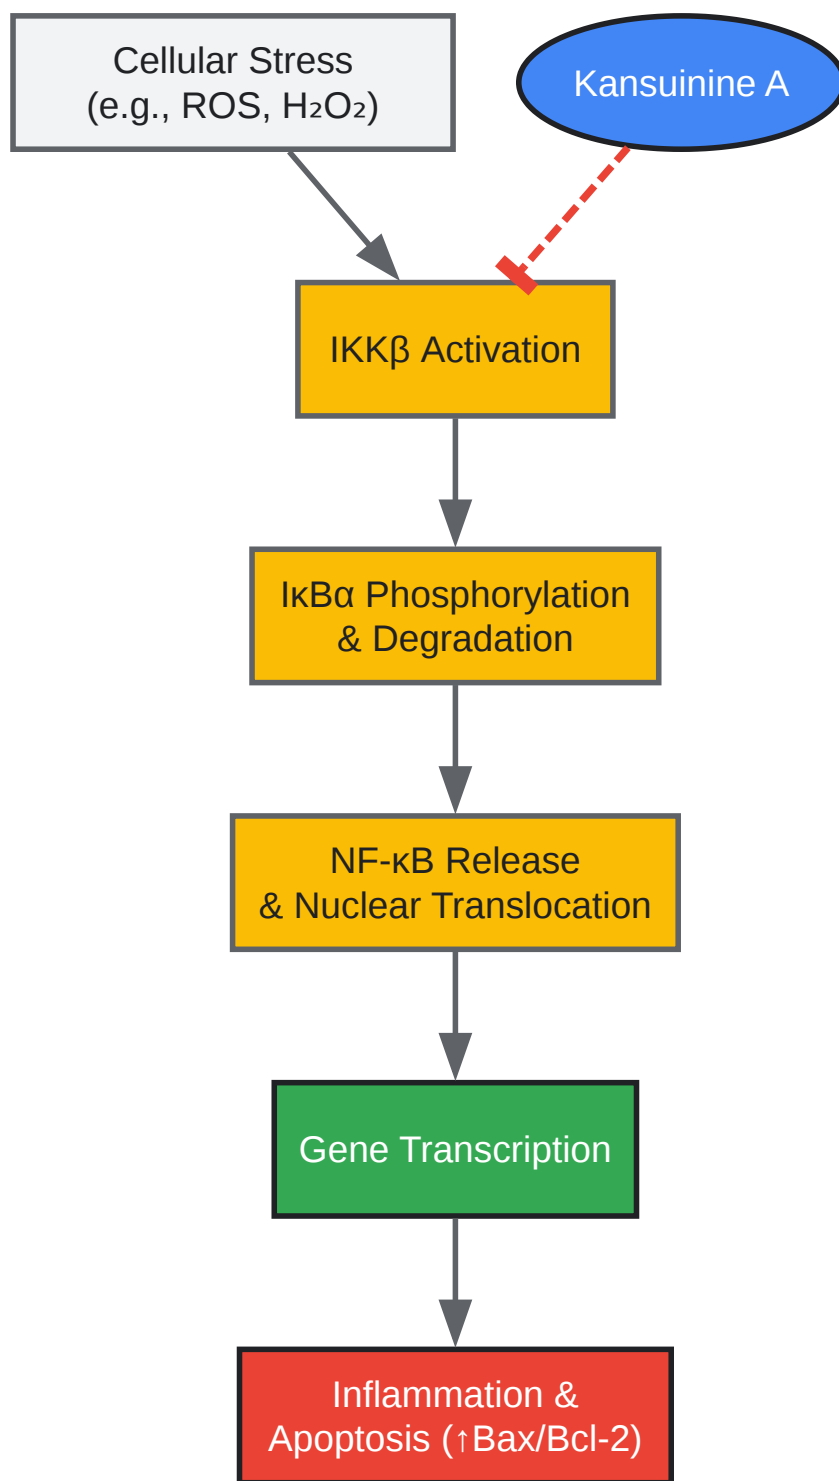 Cellular Stress
(e.g., ROS, H₂O₂)
Kansuinine A
IKKβ Activation
IκBα Phosphorylation
& Degradation
NF-κB Release
& Nuclear Translocation
Gene Transcription
Inflammation &
Apoptosis (↑Bax/Bcl-2)